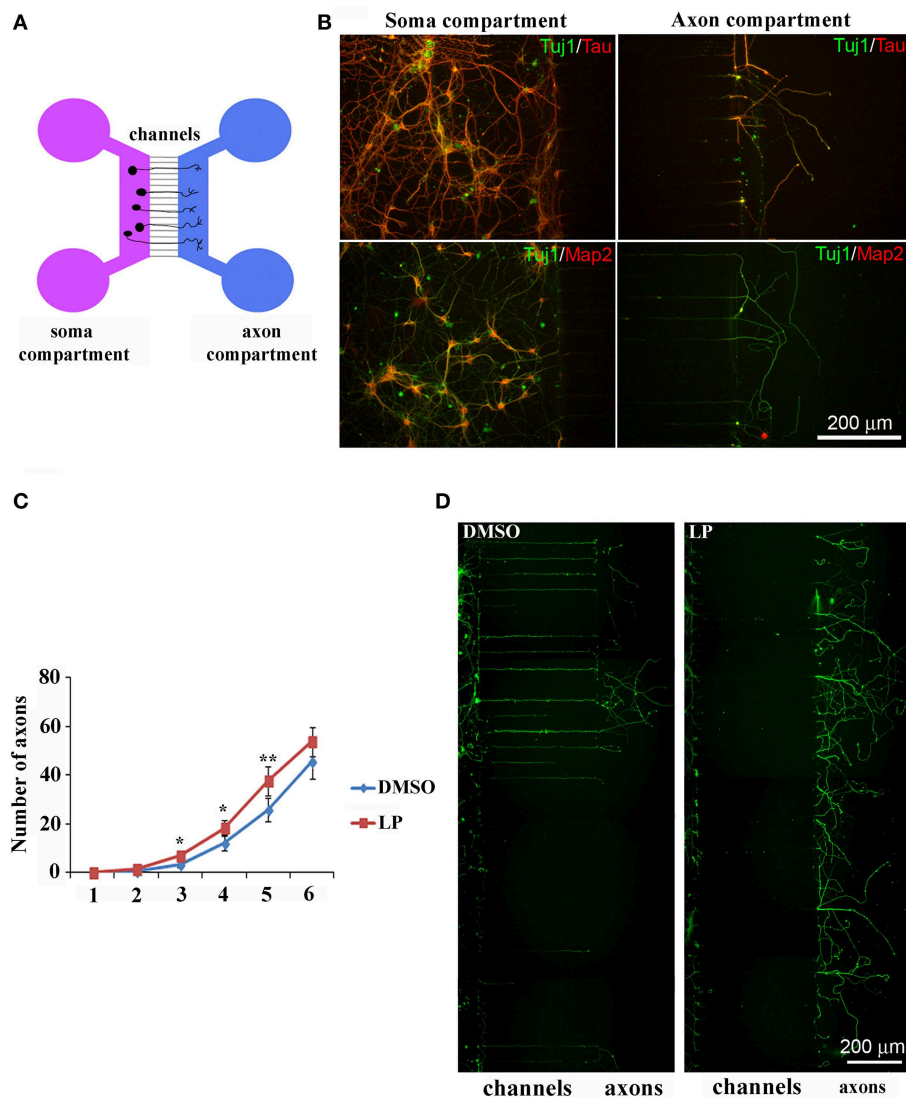 A
channels
soma
compartment
axon
compartment
B
Soma compartment
Axon compartment
Tuj1/Tau
Tuj1/Tau
Tuj1/Map2
Tuj1/Map2
200 μm
C
Number of axons
80
60
40
20
0
*
*
**
1 2 3 4 5 6
DMSO
LP
D
DMSO
LP
200 μm
channels axons channels axons